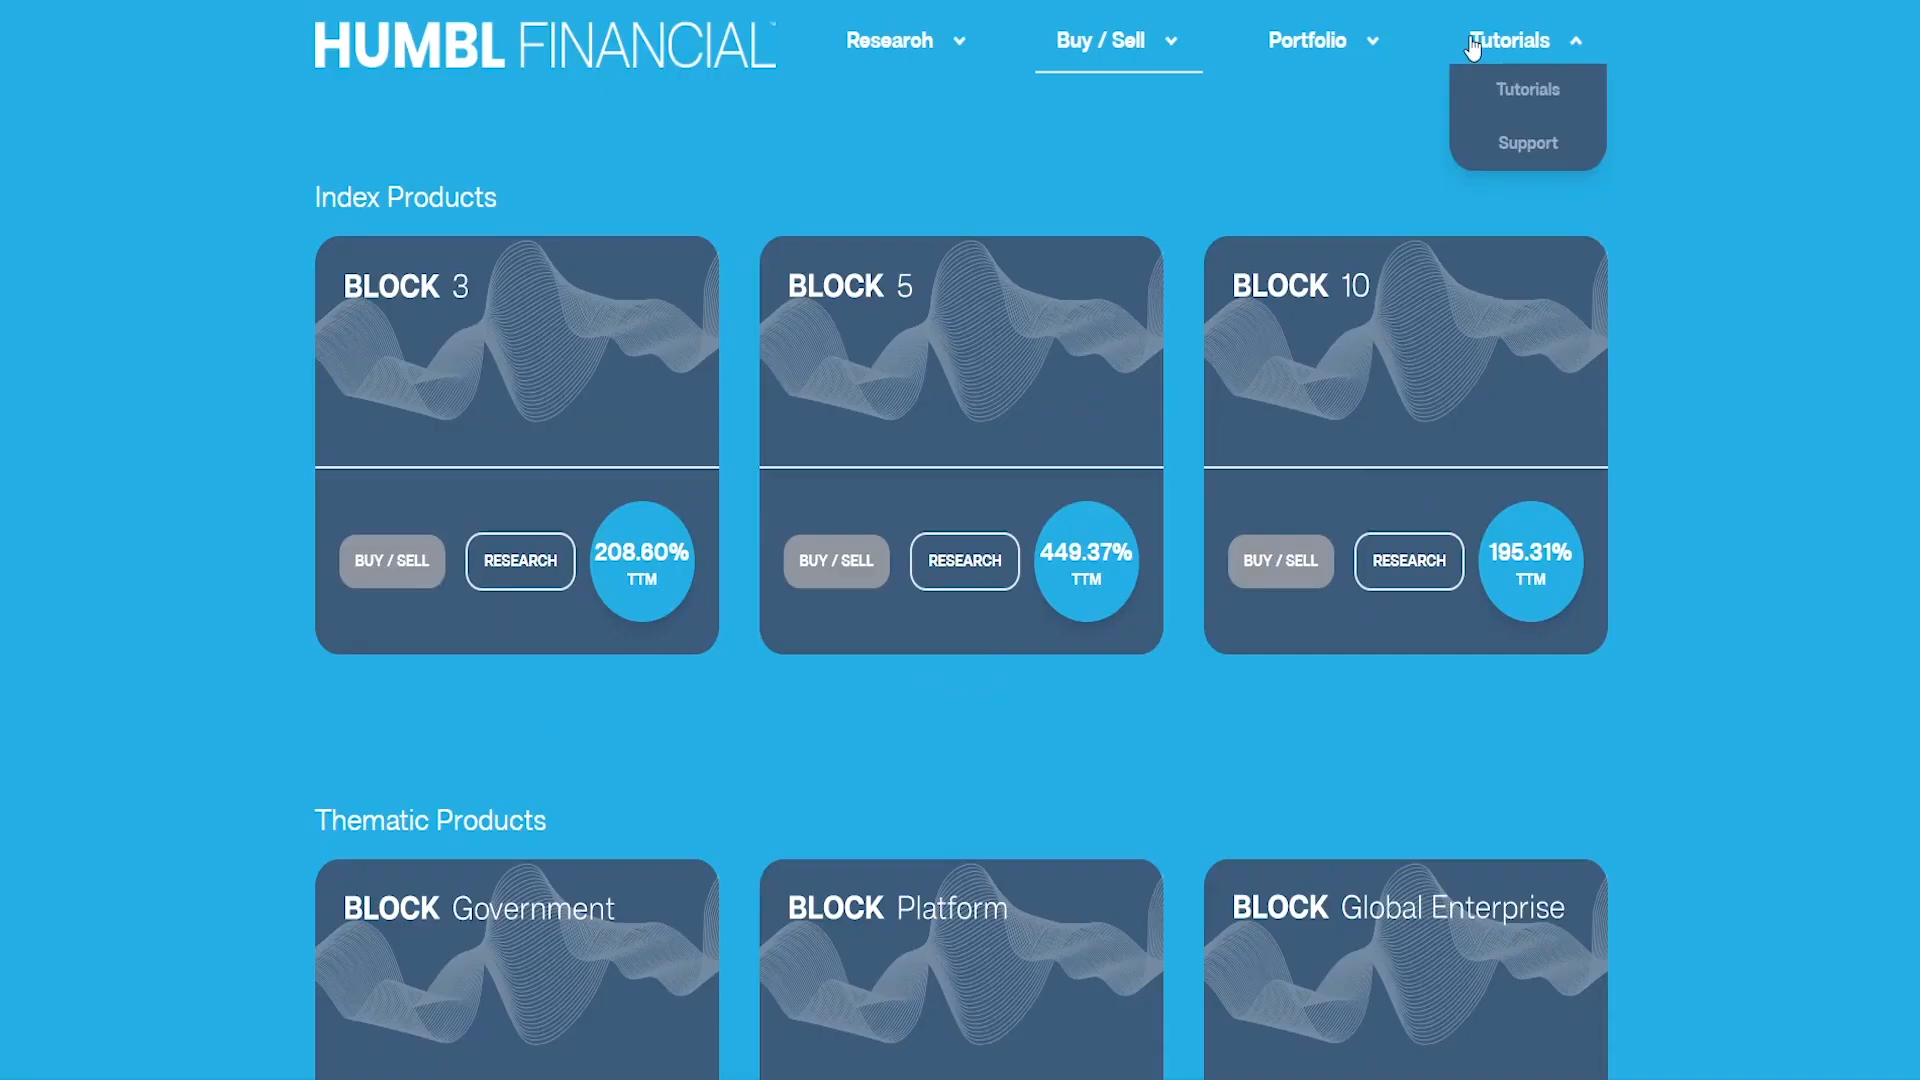 HUMBL FINANCIAL
Research
Buy / Sell
Portfolio
Tutorials
Tutorials
Support
Index Products
BLOCK 3
BLOCK 5
BLOCK 10
BUY / SELL
RESEARCH
208.60%
TTM
BUY / SELL
RESEARCH
449.37%
TTM
BUY / SELL
RESEARCH
195.31%
TTM
Thematic Products
BLOCK Government
BLOCK Platform
BLOCK Global Enterprise